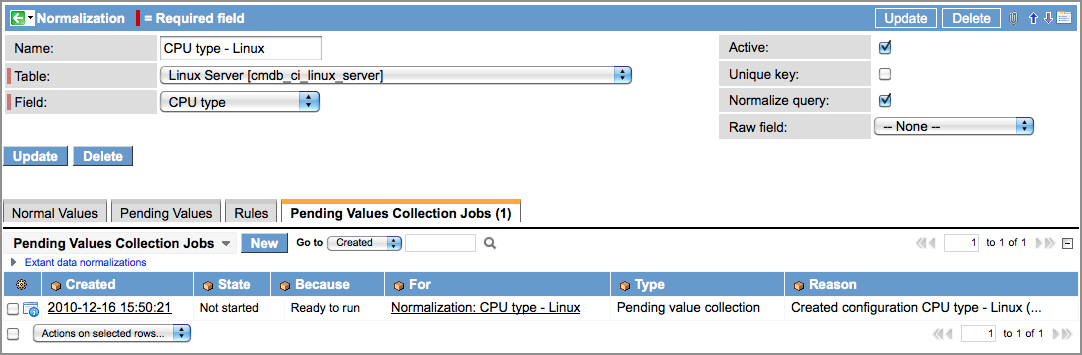 Normalization = Required field Update Delete
Name: CPU type - Linux Active:
Table: Linux Server [cmdb_ci_linux_server] Unique key:
Field: CPU type Normalize query:
Raw field: -- None --
Update Delete
Normal Values Pending Values Rules Pending Values Collection Jobs (1)
Pending Values Collection Jobs New Go to Created 1 to 1 of 1
Extant data normalizations
Created State Because For Type Reason
2010-12-16 15:50:21 Not started Ready to run Normalization: CPU type - Linux Pending value collection Created configuration CPU type - Linux (...
Actions on selected rows... 1 to 1 of 1